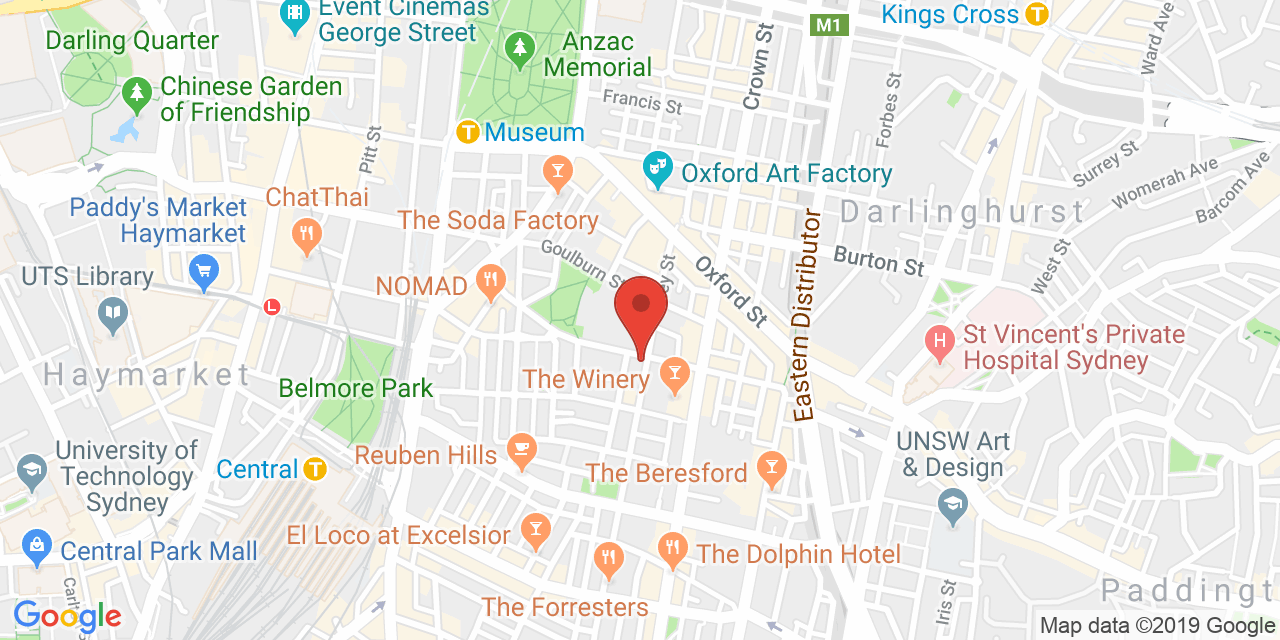 Event Cinemas
George Street
Darling Quarter
Anzac
Memorial
M1
Kings Cross
T
Ward Ave
Chinese Garden
of Friendship
Francis St
Crown St
Forbes St
T
Museum
Pitt St
Oxford Art Factory
Surrey St
Womerah Ave
Barcom Ave
ChatThai
Paddy's Market
Haymarket
The Soda Factory
Darlinghurst
Goulburn St
Burton St
West St
UTS Library
NOMAD
Oxford St
Eastern Distributor
L
H
St Vincent's Private
Hospital Sydney
Haymarket
Belmore Park
The Winery
University of
Technology
Sydney
Central
T
Reuben Hills
The Beresford
UNSW Art
& Design
Central Park Mall
El Loco at Excelsior
The Dolphin Hotel
The Forresters
Iris St
Paddingt
Google
Map data ©2019 Google